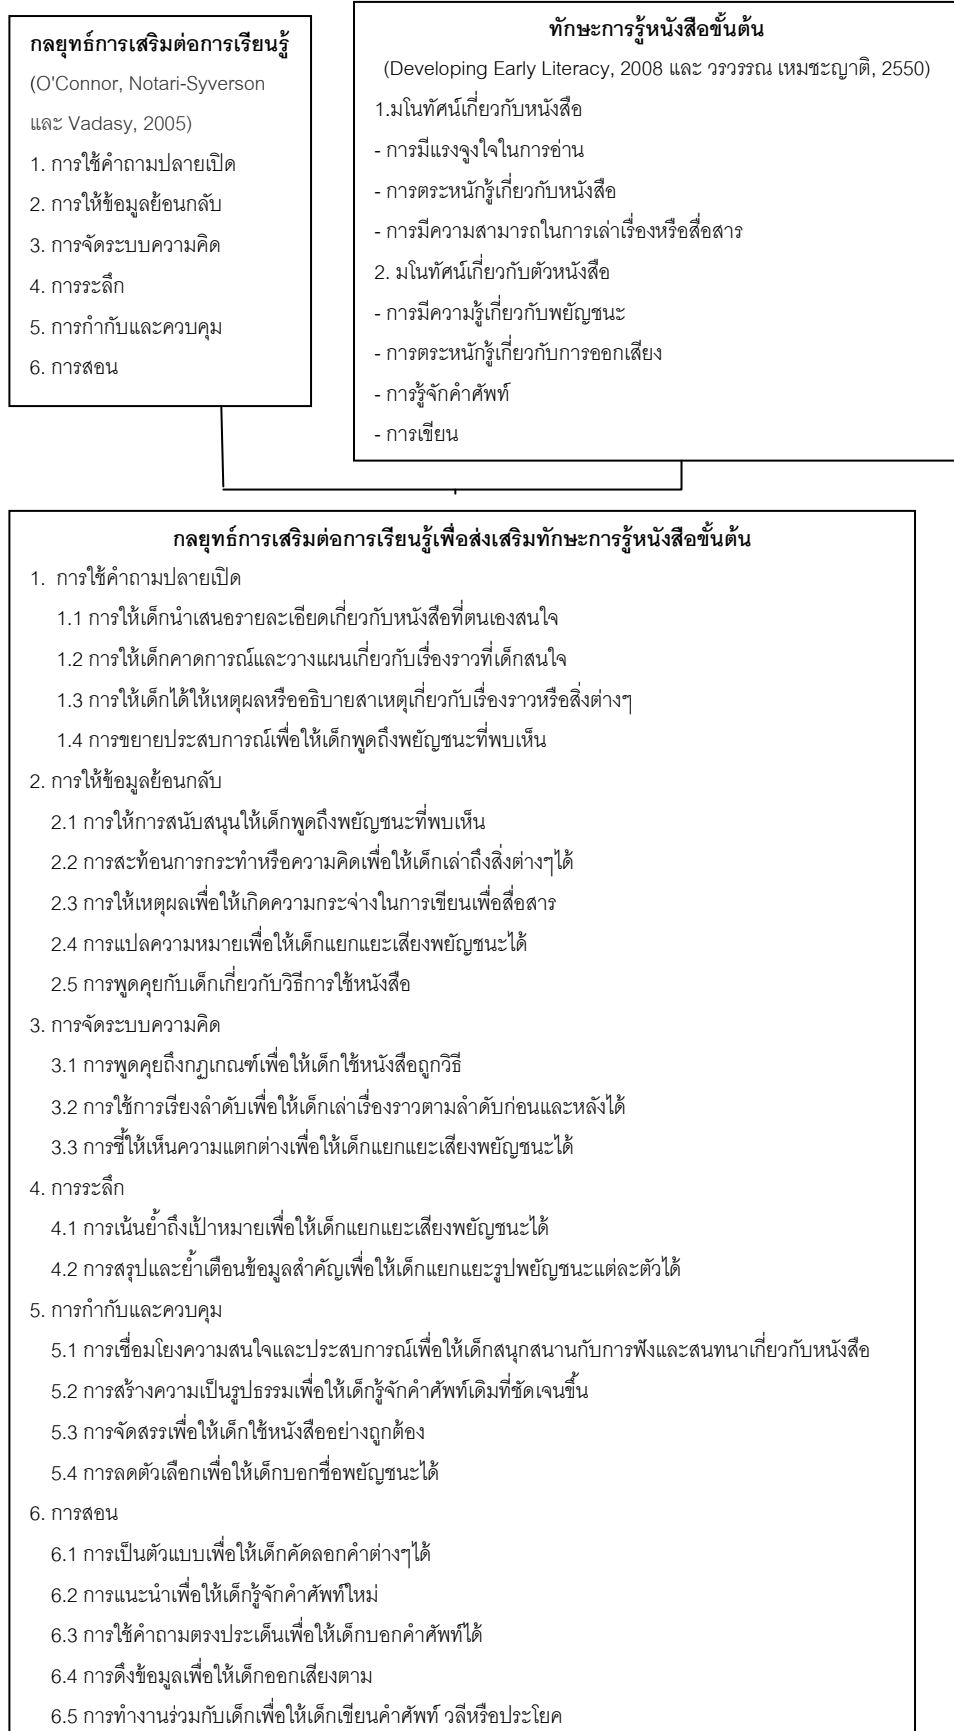 กลยุทธ์การเสริมต่อการเรียนรู้
(O'Connor, Notari-Syverson
และ Vadasy, 2005)
1. การใช้คำถามปลายเปิด
2. การให้ข้อมูลย้อนกลับ
3. การจัดระบบความคิด
4. การระลึก
5. การกำกับและควบคุม
6. การสอน
ทักษะการรู้หนังสือขั้นต้น
(Developing Early Literacy, 2008 และ วรวรรณ เหมชะญาติ, 2550)
1.มโนทัศน์เกี่ยวกับหนังสือ
- การมีแรงจูงใจในการอ่าน
- การตระหนักรู้เกี่ยวกับหนังสือ
- การมีความสามารถในการเล่าเรื่องหรือสื่อสาร
2. มโนทัศน์เกี่ยวกับตัวหนังสือ
- การมีความรู้เกี่ยวกับพยัญชนะ
- การตระหนักรู้เกี่ยวกับการออกเสียง
- การรู้จักคำศัพท์
- การเขียน
กลยุทธ์การเสริมต่อการเรียนรู้เพื่อส่งเสริมทักษะการรู้หนังสือขั้นต้น
1. การใช้คำถามปลายเปิด
1.1 การให้เด็กนำเสนอรายละเอียดเกี่ยวกับหนังสือที่ตนเองสนใจ
1.2 การให้เด็กคาดการณ์และวางแผนเกี่ยวกับเรื่องราวที่เด็กสนใจ
1.3 การให้เด็กได้ให้เหตุผลหรืออธิบายสาเหตุเกี่ยวกับเรื่องราวหรือสิ่งต่างๆ
1.4 การขยายประสบการณ์เพื่อให้เด็กพูดถึงพยัญชนะที่พบเห็น
2. การให้ข้อมูลย้อนกลับ
2.1 การให้การสนับสนุนให้เด็กพูดถึงพยัญชนะที่พบเห็น
2.2 การสะท้อนการกระทำหรือความคิดเพื่อให้เด็กเล่าถึงสิ่งต่างๆได้
2.3 การให้เหตุผลเพื่อให้เกิดความกระจ่างในการเขียนเพื่อสื่อสาร
2.4 การแปลความหมายเพื่อให้เด็กแยกแยะเสียงพยัญชนะได้
2.5 การพูดคุยกับเด็กเกี่ยวกับวิธีการใช้หนังสือ
3. การจัดระบบความคิด
3.1 การพูดคุยถึงกฏเกณฑ์เพื่อให้เด็กใช้หนังสือถูกวิธี
3.2 การใช้การเรียงลำดับเพื่อให้เด็กเล่าเรื่องราวตามลำดับก่อนและหลังได้
3.3 การชี้ให้เห็นความแตกต่างเพื่อให้เด็กแยกแยะเสียงพยัญชนะได้
4. การระลึก
4.1 การเน้นย้ำถึงเป้าหมายเพื่อให้เด็กแยกแยะเสียงพยัญชนะได้
4.2 การสรุปและย้ำเตือนข้อมูลสำคัญเพื่อให้เด็กแยกแยะรูปพยัญชนะแต่ละตัวได้
5. การกำกับและควบคุม
5.1 การเชื่อมโยงความสนใจและประสบการณ์เพื่อให้เด็กสนุกสนานกับการฟังและสนทนาเกี่ยวกับหนังสือ
5.2 การสร้างความเป็นรูปธรรมเพื่อให้เด็กรู้จักคำศัพท์เดิมที่ชัดเจนขึ้น
5.3 การจัดสรรเพื่อให้เด็กใช้หนังสืออย่างถูกต้อง
5.4 การลดตัวเลือกเพื่อให้เด็กบอกชื่อพยัญชนะได้
6. การสอน
6.1 การเป็นตัวแบบเพื่อให้เด็กคัดลอกคำต่างๆได้
6.2 การแนะนำเพื่อให้เด็กรู้จักคำศัพท์ใหม่
6.3 การใช้คำถามตรงประเด็นเพื่อให้เด็กบอกคำศัพท์ได้
6.4 การดึงข้อมูลเพื่อให้เด็กออกเสียงตาม
6.5 การทำงานร่วมกับเด็กเพื่อให้เด็กเขียนคำศัพท์ วลีหรือประโยค